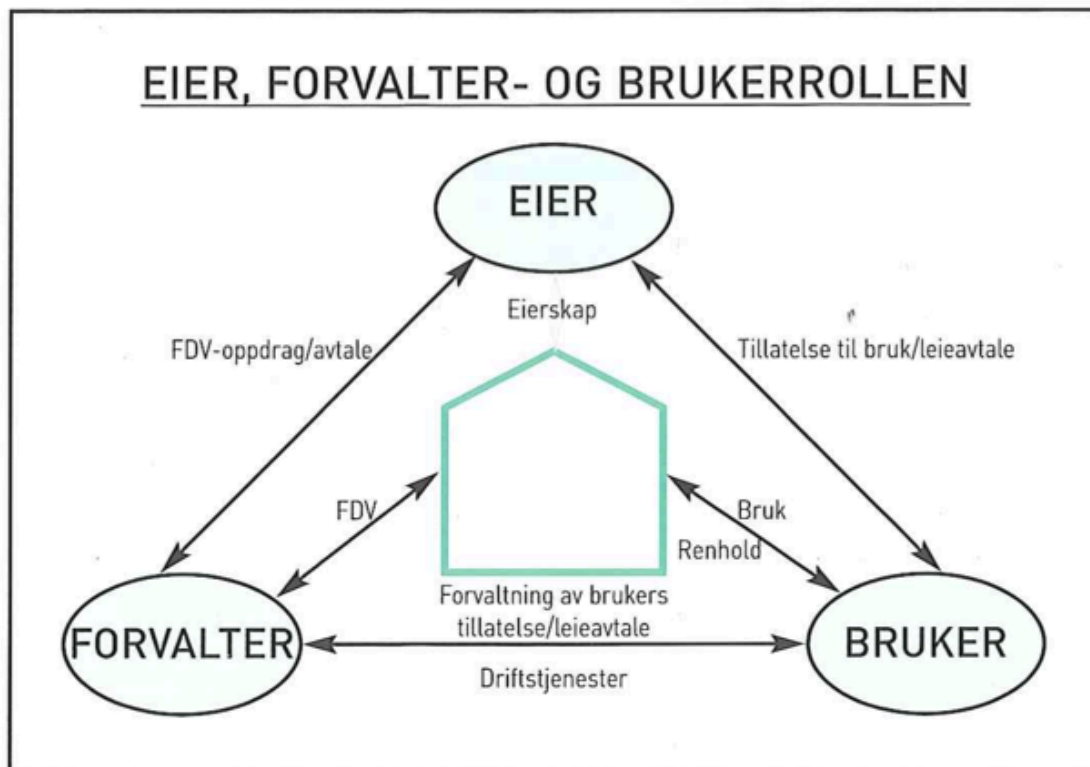 EIER, FORVALTER- OG BRUKERROLLEN
EIER
Eierskap
FDV-oppdrag/avtale
Tillatelse til bruk/leieavtale
FDV
Bruk
Renhold
Forvaltning av brukers
tillatelse/leieavtale
FORVALTER
BRUKER
Driftstjenester